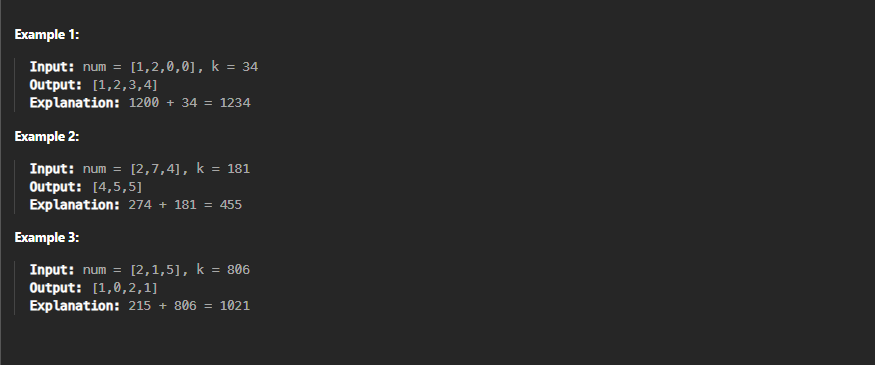 Example 1:
Input: num = [1,2,0,0], k = 34
Output: [1,2,3,4]
Explanation: 1200 + 34 = 1234
Example 2:
Input: num = [2,7,4], k = 181
Output: [4,5,5]
Explanation: 274 + 181 = 455
Example 3:
Input: num = [2,1,5], k = 806
Output: [1,0,2,1]
Explanation: 215 + 806 = 1021